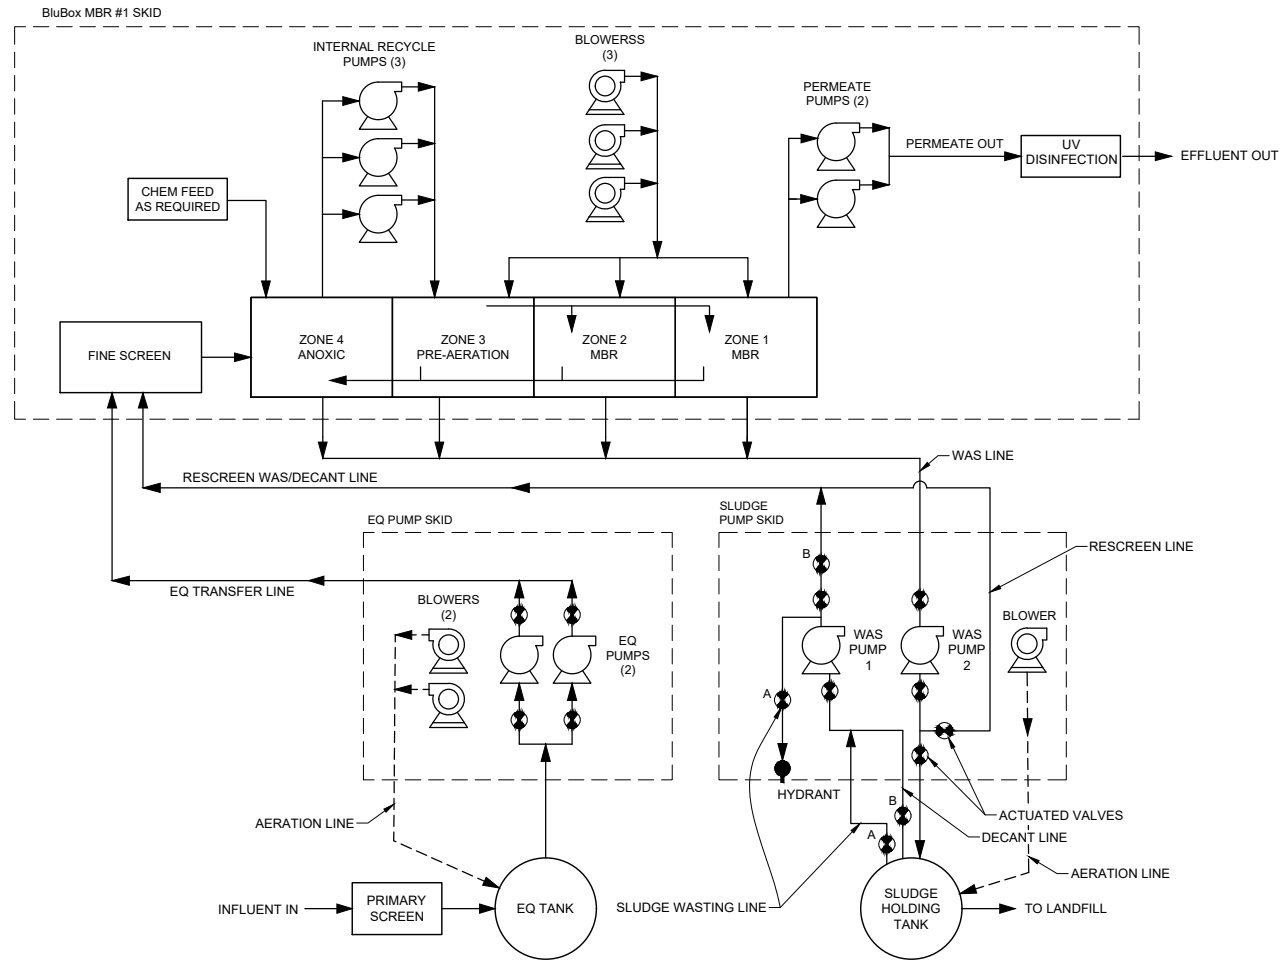 BluBox MBR #1 SKID
INTERNAL RECYCLE
PUMPS (3)
BLOWERSS
(3)
PERMEATE
PUMPS (2)
PERMEATE OUT
UV
DISINFECTION
EFFLUENT OUT
CHEM FEED
AS REQUIRED
FINE SCREEN
ZONE 4
ANOXIC
ZONE 3
PRE-AERATION
ZONE 2
MBR
ZONE 1
MBR
WAS LINE
RESCREEN WAS/DECANT LINE
EQ PUMP SKID
SLUDGE
PUMP SKID
RESCREEN LINE
B
EQ TRANSFER LINE
BLOWERS
(2)
EQ
PUMPS
(2)
WAS
PUMP
1
WAS
PUMP
2
BLOWER
A
HYDRANT
B
A
ACTUATED VALVES
DECANT LINE
AERATION LINE
AERATION LINE
INFLUENT IN
PRIMARY
SCREEN
EQ TANK
SLUDGE WASTING LINE
SLUDGE
HOLDING
TANK
TO LANDFILL